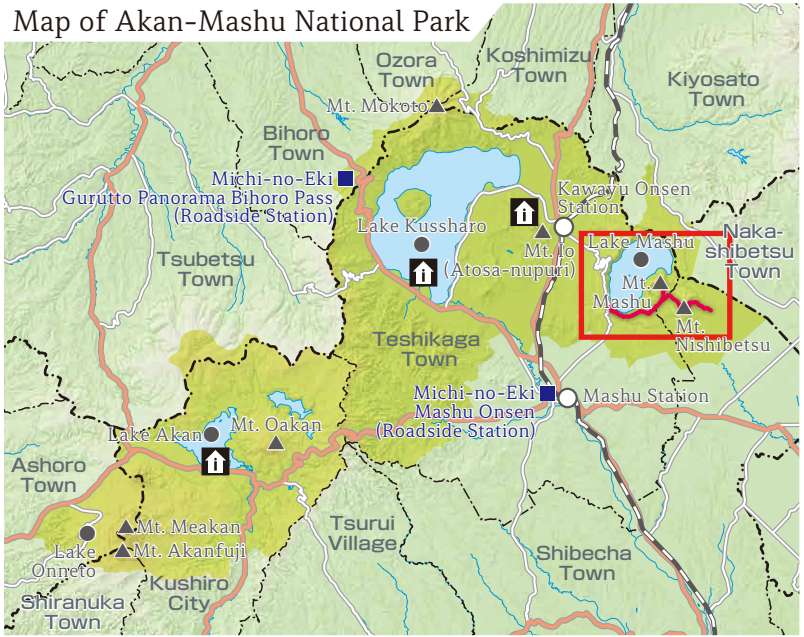 Map of Akan-Mashu National Park
Ozora
Town
Koshimizu
Town
Kiyosato
Town
Mt. Mokoto
Bihoro
Town
Michi-no-Eki
Gurutto Panorama Bihoro Pass
(Roadside Station)
Kawayu Onsen
Station
Lake Kussharo
Mt. Io
(Atosa-nupuri)
Lake Mashu
Naka-
shibetsu
Town
Mt.
Mashu
Mt.
Nishibetsu
Tsubetsu
Town
Teshikaga
Town
Michi-no-Eki
Mashu Onsen
(Roadside Station)
Mashu Station
Lake Akan
Mt. Oakan
Ashoro
Town
Mt. Meakan
Mt. Akanfuji
Lake
Onneto
Tsurui
Village
Shibecha
Town
Kushiro
City
Shiranuka
Town